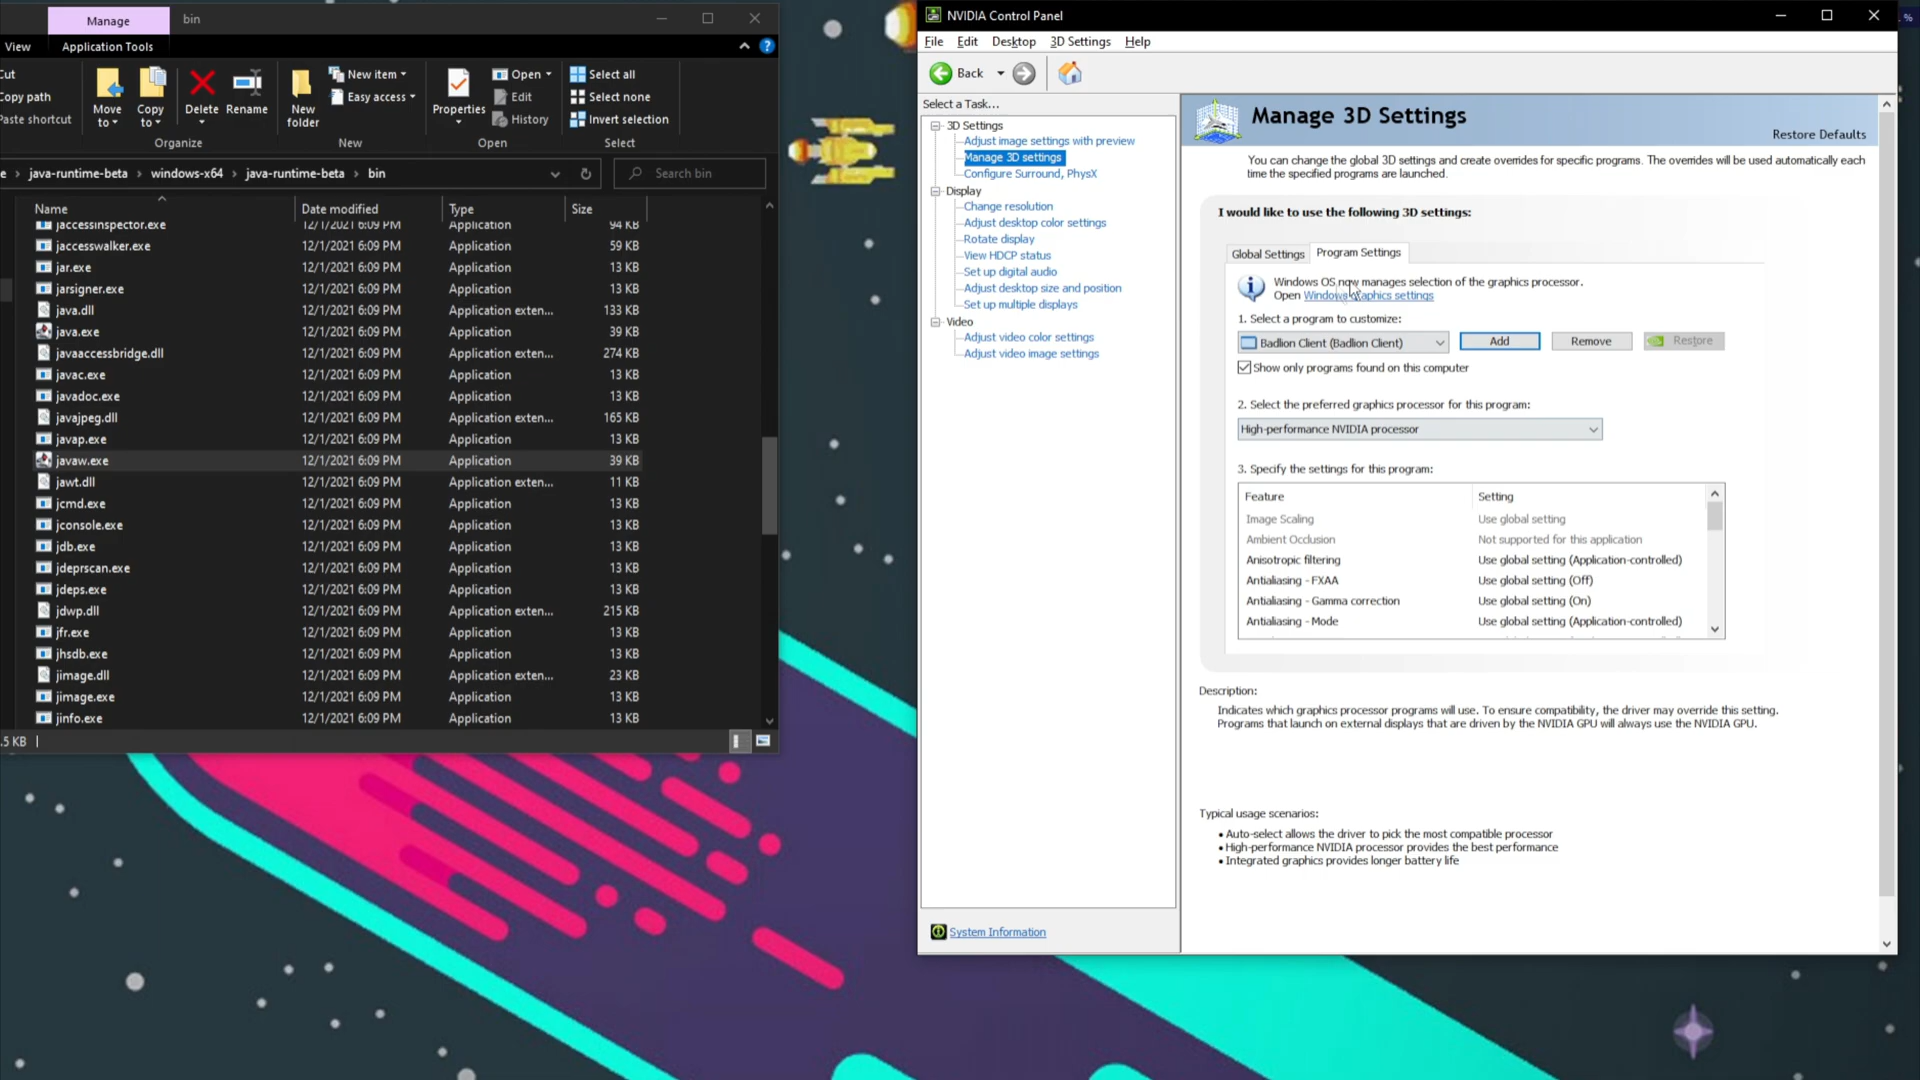 Manage
bin
View
Application Tools
Cut
Copy path
Paste shortcut
Move to
Copy to
Delete
Rename
Organize
New folder
New item
Easy access
New
Properties
Open
Edit
History
Open
Select all
Select none
Invert selection
Select
e › java-runtime-beta › windows-x64 › java-runtime-beta › bin
Search bin
Name Date modified Type Size
jaccessinspector.exe 12/1/2021 6:09 PM Application 94 KB
jaccesswalker.exe 12/1/2021 6:09 PM Application 59 KB
jar.exe 12/1/2021 6:09 PM Application 13 KB
jarsigner.exe 12/1/2021 6:09 PM Application 13 KB
java.dll 12/1/2021 6:09 PM Application exten... 133 KB
java.exe 12/1/2021 6:09 PM Application 39 KB
javaaccessbridge.dll 12/1/2021 6:09 PM Application exten... 274 KB
javac.exe 12/1/2021 6:09 PM Application 13 KB
javadoc.exe 12/1/2021 6:09 PM Application 13 KB
javajpeg.dll 12/1/2021 6:09 PM Application exten... 165 KB
javap.exe 12/1/2021 6:09 PM Application 13 KB
javaw.exe 12/1/2021 6:09 PM Application 39 KB
jawt.dll 12/1/2021 6:09 PM Application exten... 11 KB
jcmd.exe 12/1/2021 6:09 PM Application 13 KB
jconsole.exe 12/1/2021 6:09 PM Application 13 KB
jdb.exe 12/1/2021 6:09 PM Application 13 KB
jdeprscan.exe 12/1/2021 6:09 PM Application 13 KB
jdeps.exe 12/1/2021 6:09 PM Application 13 KB
jdwp.dll 12/1/2021 6:09 PM Application exten... 215 KB
jfr.exe 12/1/2021 6:09 PM Application 13 KB
jhsdb.exe 12/1/2021 6:09 PM Application 13 KB
jimage.dll 12/1/2021 6:09 PM Application exten... 23 KB
jimage.exe 12/1/2021 6:09 PM Application 13 KB
jinfo.exe 12/1/2021 6:09 PM Application 13 KB
.5 KB
NVIDIA Control Panel
File Edit Desktop 3D Settings Help
Back
Select a Task...
3D Settings
Adjust image settings with preview
Manage 3D settings
Configure Surround, PhysX
Display
Change resolution
Adjust desktop color settings
Rotate display
View HDCP status
Set up digital audio
Adjust desktop size and position
Set up multiple displays
Video
Adjust video color settings
Adjust video image settings
System Information
Manage 3D Settings
Restore Defaults
You can change the global 3D settings and create overrides for specific programs. The overrides will be used automatically each
time the specified programs are launched.
I would like to use the following 3D settings:
Global Settings Program Settings
Windows OS now manages selection of the graphics processor.
Open Windows graphics settings
1. Select a program to customize:
Badlion Client (Badlion Client) Add Remove Restore
Show only programs found on this computer
2. Select the preferred graphics processor for this program:
High-performance NVIDIA processor
3. Specify the settings for this program:
Feature Setting
Image Scaling Use global setting
Ambient Occlusion Not supported for this application
Anisotropic filtering Use global setting (Application-controlled)
Antialiasing - FXAA Use global setting (Off)
Antialiasing - Gamma correction Use global setting (On)
Antialiasing - Mode Use global setting (Application-controlled)
Description:
Indicates which graphics processor programs will use. To ensure compatibility, the driver may override this setting.
Programs that launch on external displays that are driven by the NVIDIA GPU will always use the NVIDIA GPU.
Typical usage scenarios:
• Auto-select allows the driver to pick the most compatible processor
• High-performance NVIDIA processor provides the best performance
• Integrated graphics provides longer battery life
%